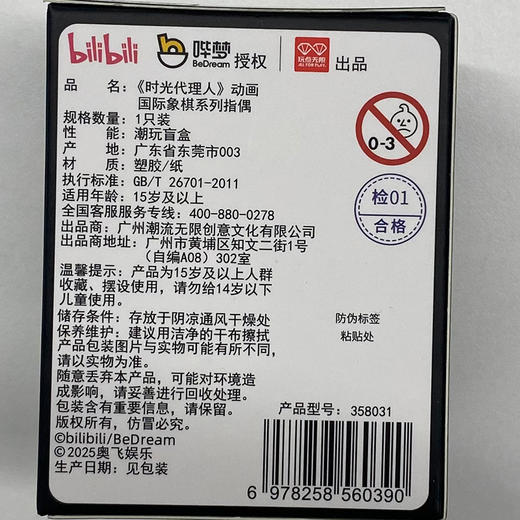 bilibili 哔梦 BeDream 授权 玩点无限 ALL FOR PLAY. 出品
品 名：《时光代理人》动画
国际象棋系列指偶
规格数量：1只装
性 能：潮玩盲盒
产 地：广东省东莞市003
材 质：塑胶/纸
执行标准：GB/T 26701-2011
适用年龄：15岁及以上
全国客服服务专线：400-880-0278
出品商：广州潮流无限创意文化有限公司
出品商地址：广州市黄埔区知文二街1号
（自编A08）302室
温馨提示：产品为15岁及以上人群
收藏、摆设使用，请勿给14岁以下
儿童使用。
储存条件：存放于阴凉通风干燥处
保养维护：建议用洁净的干布擦拭
产品包装图片与实物可能有所不同，
请以实物为准。
随意丢弃本产品，可能对环境造
成影响，请妥善进行回收处理。
包装含有重要信息，请保留。
版权所有，仿冒必究。
©bilibili/BeDream
©2025奥飞娱乐
生产日期：见包装
0-3
检01
合格
防伪标签
粘贴处
产品型号：358031
6 978258 560390